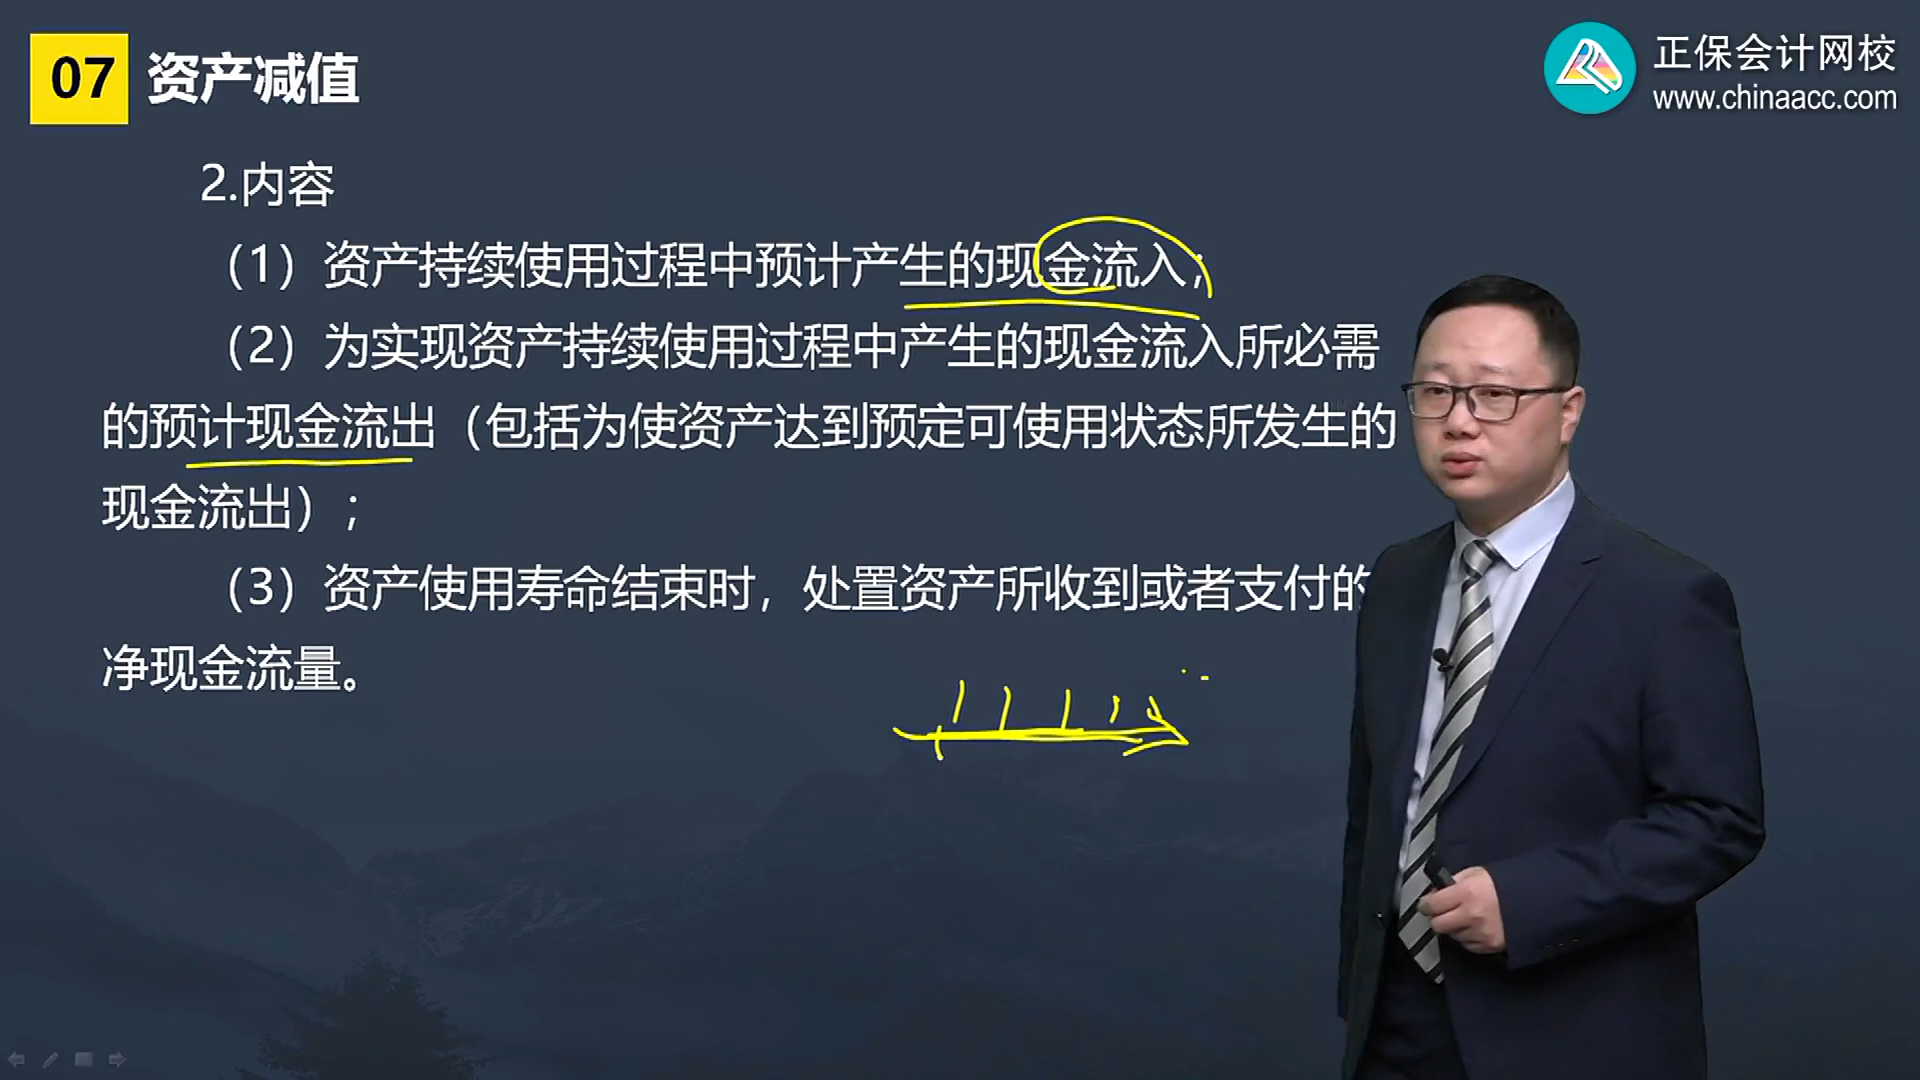 07 资产减值
正保会计网校
www.chinaacc.com
2.内容
（1）资产持续使用过程中预计产生的现金流入；
（2）为实现资产持续使用过程中产生的现金流入所必需
的预计现金流出（包括为使资产达到预定可使用状态所发生的
现金流出）；
（3）资产使用寿命结束时，处置资产所收到或者支付的
净现金流量。